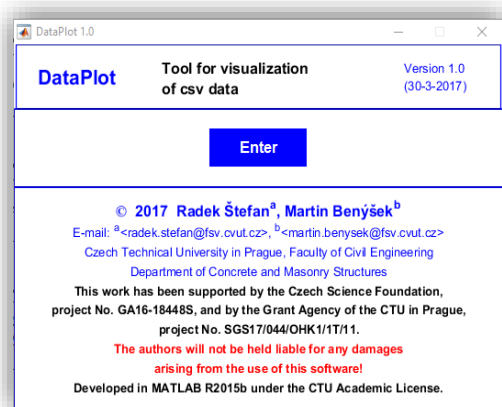 DataPlot 1.0
DataPlot
Tool for visualization
of csv data
Version 1.0
(30-3-2017)
Enter
© 2017 Radek Štefanᵃ, Martin Benýšekᵇ
E-mail: ᵃ<radek.stefan@fsv.cvut.cz>, ᵇ<martin.benysek@fsv.cvut.cz>
Czech Technical University in Prague, Faculty of Civil Engineering
Department of Concrete and Masonry Structures
This work has been supported by the Czech Science Foundation,
project No. GA16-18448S, and by the Grant Agency of the CTU in Prague,
project No. SGS17/044/OHK1/1T/11.
The authors will not be held liable for any damages
arising from the use of this software!
Developed in MATLAB R2015b under the CTU Academic License.